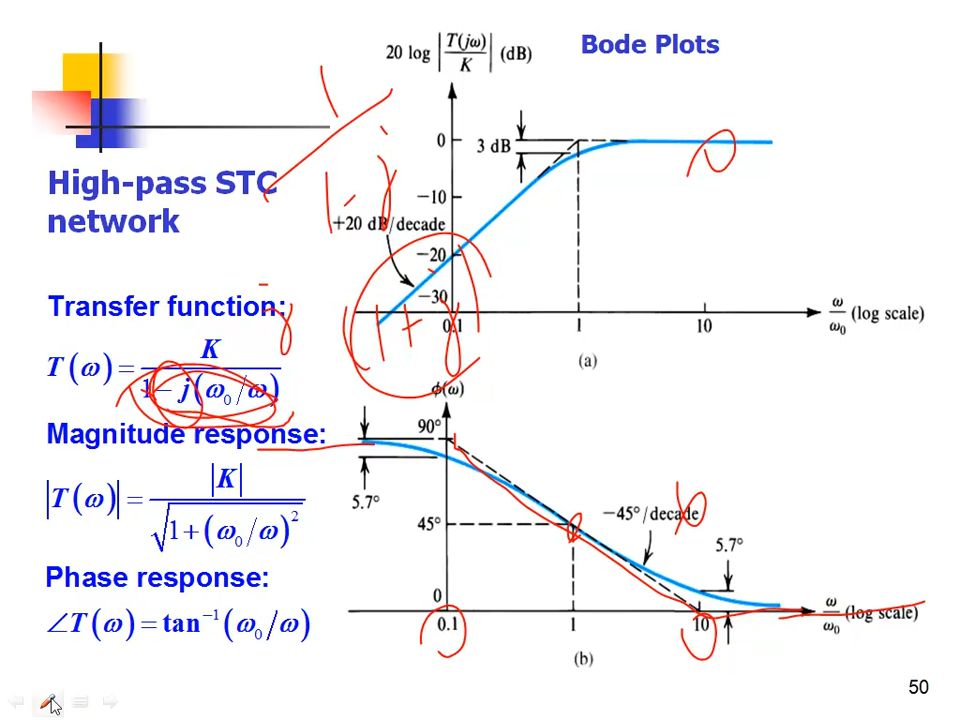 Bode Plots
20 log |T(jω)/K| (dB)
High-pass STC
network
0
3 dB
−10
+20 dB/decade
−20
−30
0.1
1
10
ω/ω0 (log scale)
(a)
1
1 - j
1 + j
Transfer function:
T(ω) = K / 1 − j(ω0/ω)
Magnitude response:
|T(ω)| = |K| / √1 + (ω0/ω)^2
Phase response:
∠T(ω) = tan−1(ω0/ω)
ϕ(ω)
90°
5.7°
45°
−45°/decade
5.7°
0
0.1
1
10
ω/ω0 (log scale)
(b)
50